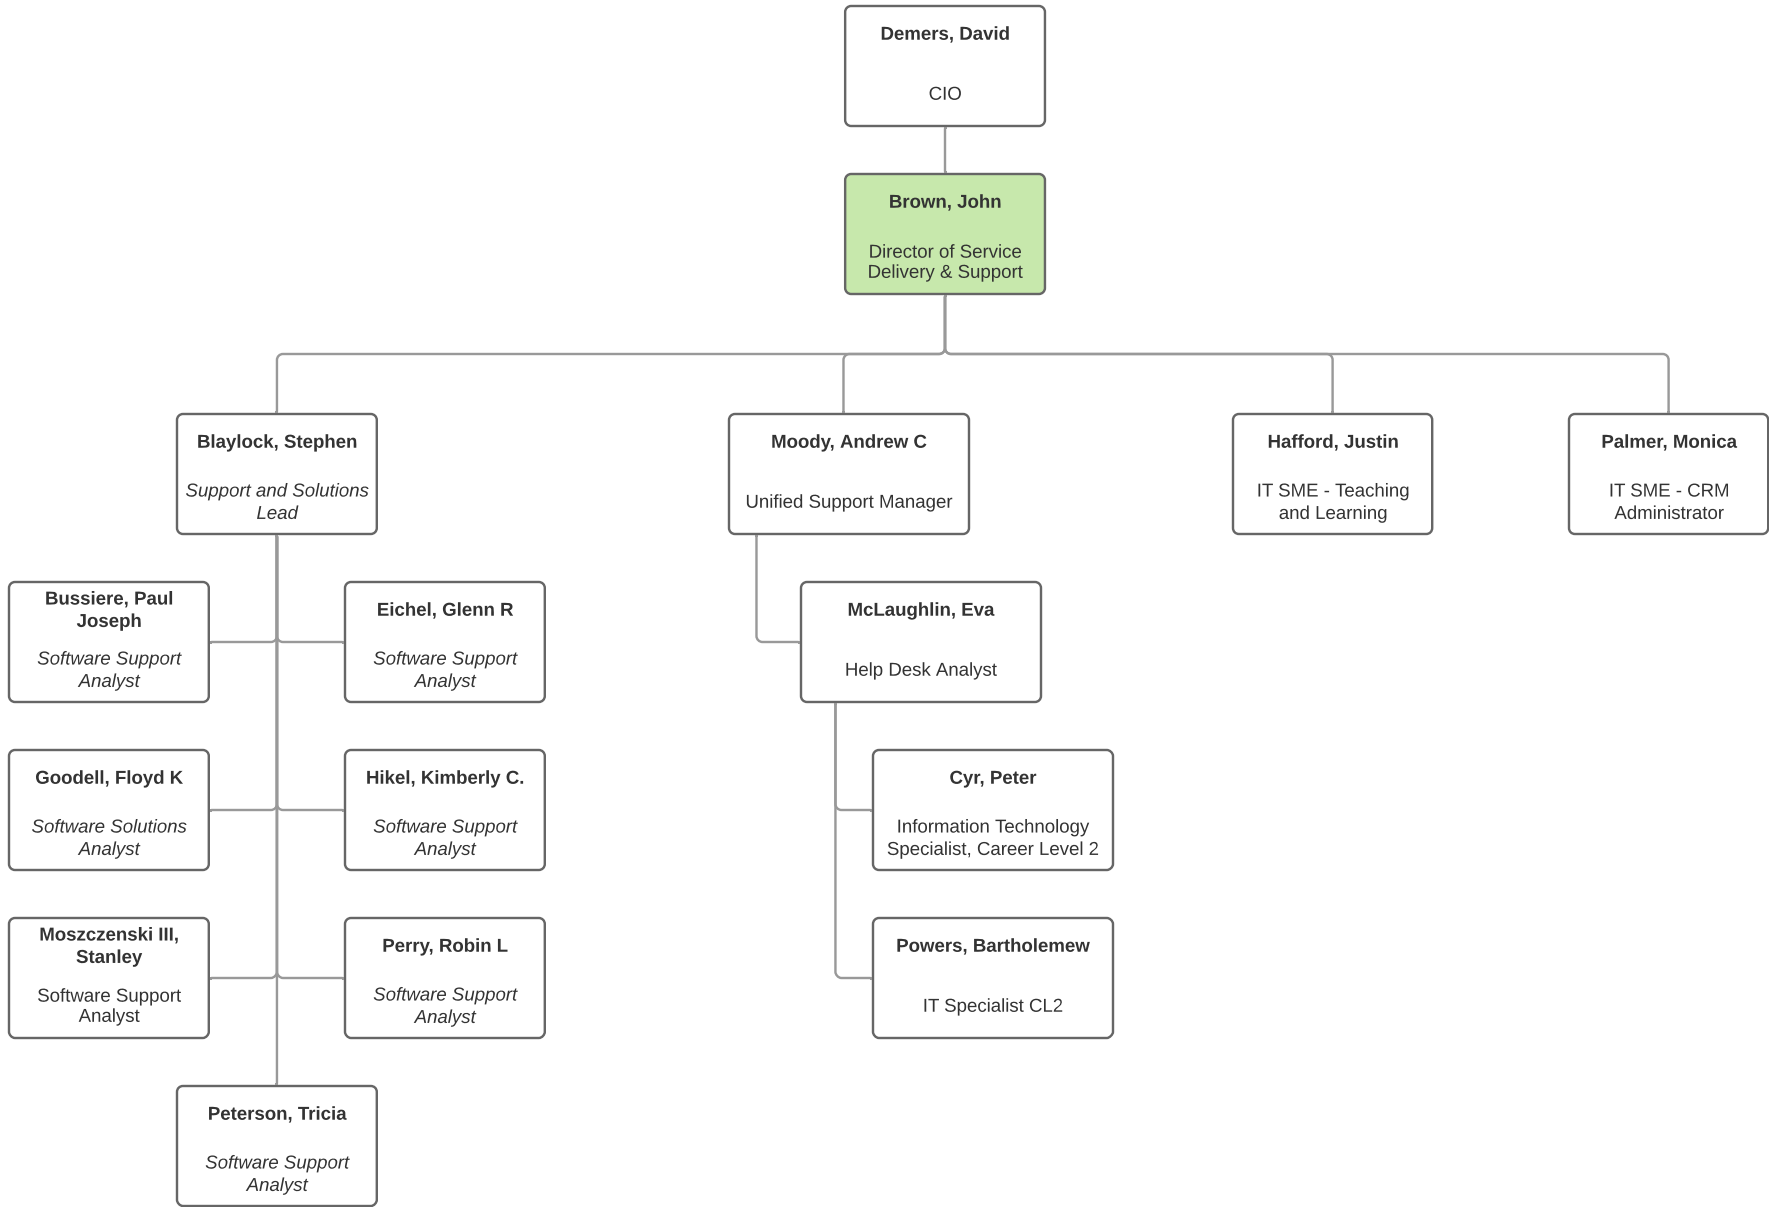 Demers, David
CIO
Brown, John
Director of Service
Delivery & Support
Blaylock, Stephen
Support and Solutions
Lead
Moody, Andrew C
Unified Support Manager
Hafford, Justin
IT SME - Teaching
and Learning
Palmer, Monica
IT SME - CRM
Administrator
Bussiere, Paul
Joseph
Software Support
Analyst
Eichel, Glenn R
Software Support
Analyst
McLaughlin, Eva
Help Desk Analyst
Goodell, Floyd K
Software Solutions
Analyst
Hikel, Kimberly C.
Software Support
Analyst
Cyr, Peter
Information Technology
Specialist, Career Level 2
Moszczenski III,
Stanley
Software Support
Analyst
Perry, Robin L
Software Support
Analyst
Powers, Bartholemew
IT Specialist CL2
Peterson, Tricia
Software Support
Analyst